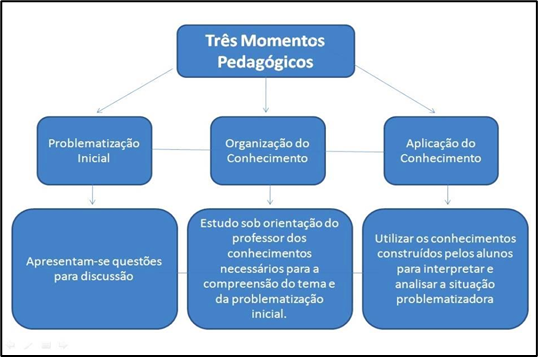 Três Momentos
Pedagógicos
Problematização
Inicial
Organização do
Conhecimento
Aplicação do
Conhecimento
Apresentam-se questões
para discussão
Estudo sob orientação do
professor dos
conhecimentos
necessários para a
compreensão do tema e
da problematização
inicial.
Utilizar os conhecimentos
construídos pelos alunos
para interpretar e
analisar a situação
problematizadora